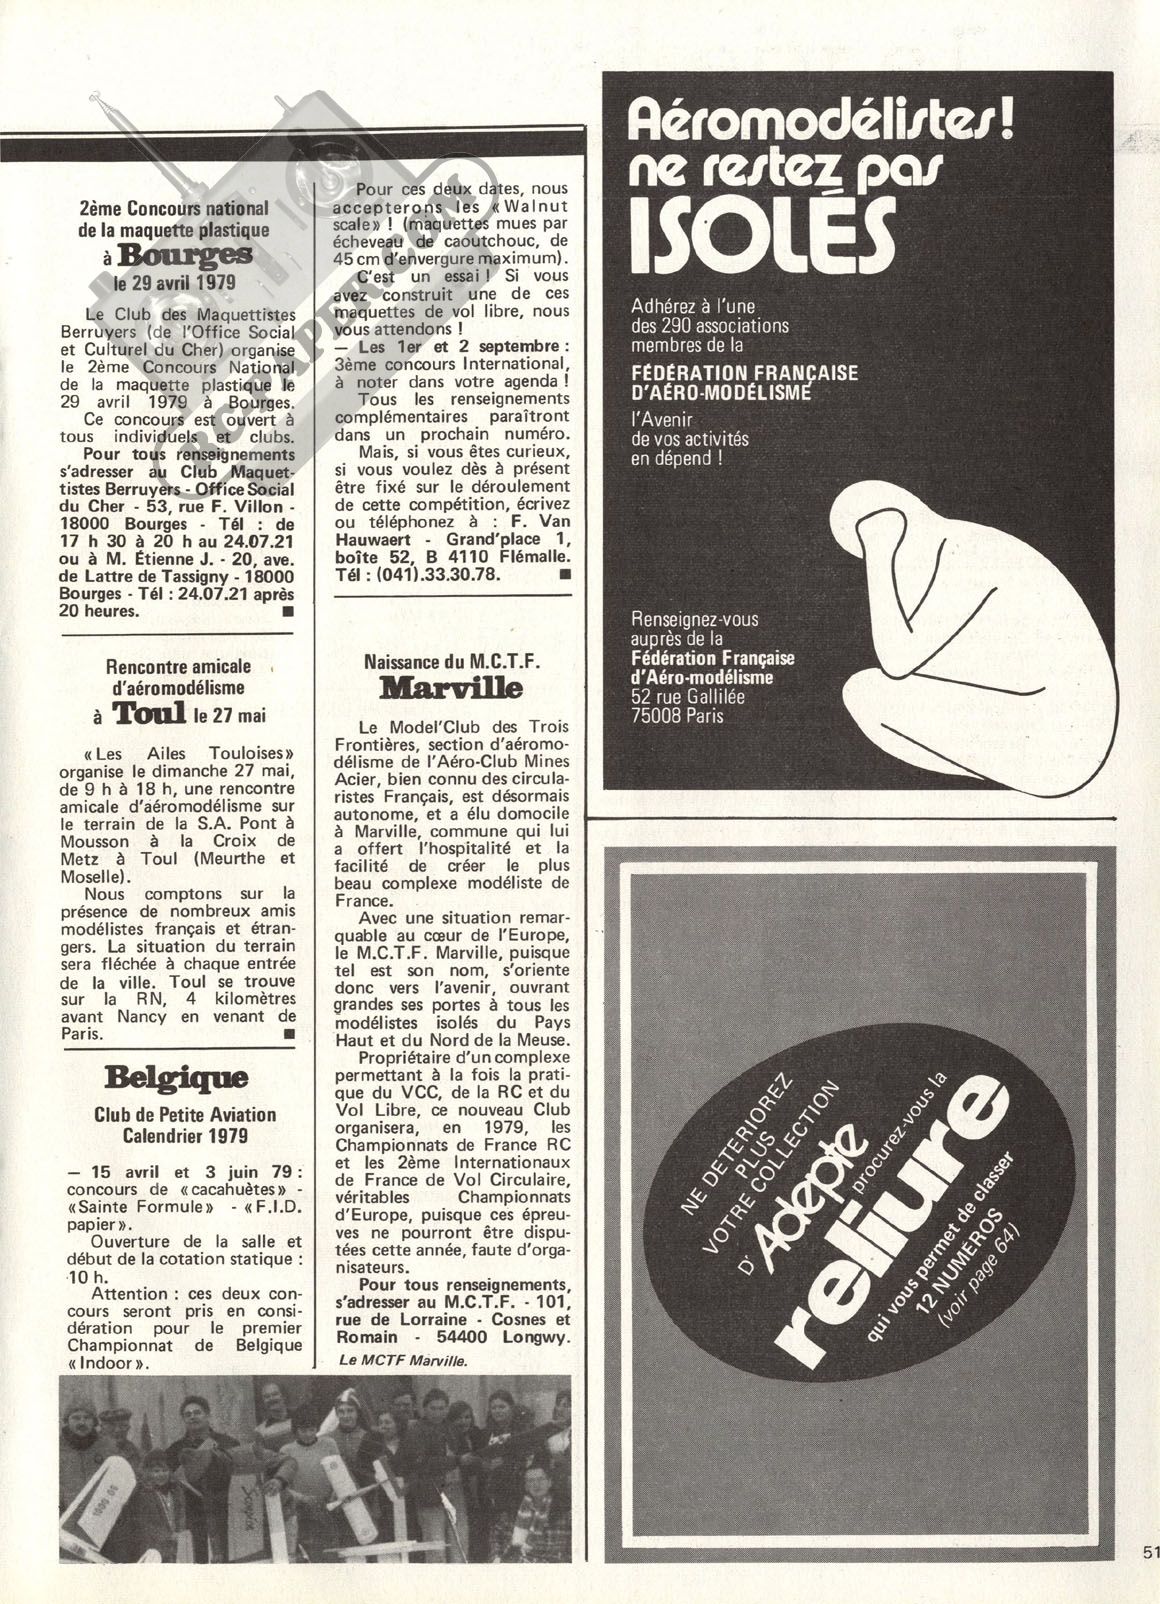 2ème Concours national
de la maquette plastique
à Bourges
le 29 avril 1979
Le Club des Maquettistes
Berruyers (de l'Office Social
et Culturel du Cher) organise
le 2ème Concours National
de la maquette plastique le
29 avril 1979 à Bourges.
Ce concours est ouvert à
tous individuels et clubs.
Pour tous renseignements
s'adresser au Club Maquet-
tistes Berruyers - Office Social
du Cher - 53, rue F. Villon -
18000 Bourges - Tél : de
17 h 30 à 20 h au 24.07.21
ou à M. Étienne J. - 20, ave.
de Lattre de Tassigny - 18000
Bourges - Tél : 24.07.21 après
20 heures. ■
Rencontre amicale
d'aéromodélisme
à Toul le 27 mai
«Les Ailes Touloises»
organise le dimanche 27 mai,
de 9 h à 18 h, une rencontre
amicale d'aéromodélisme sur
le terrain de la S.A. Pont à
Mousson à la Croix de
Metz à Toul (Meurthe et
Moselle).
Nous comptons sur la
présence de nombreux amis
modélistes français et étran-
gers. La situation du terrain
sera fléchée à chaque entrée
de la ville. Toul se trouve
sur la RN, 4 kilomètres
avant Nancy en venant de
Paris. ■
Belgique
Club de Petite Aviation
Calendrier 1979
— 15 avril et 3 juin 79 :
concours de «cacahuètes» -
«Sainte Formule» - «F.I.D.
papier».
Ouverture de la salle et
début de la cotation statique :
10 h.
Attention : ces deux con-
cours seront pris en consi-
dération pour le premier
Championnat de Belgique
«Indoor».
Pour ces deux dates, nous
accepterons les «Walnut
scale» ! (maquettes mues par
écheveau de caoutchouc, de
45 cm d'envergure maximum).
C'est un essai ! Si vous
avez construit une de ces
maquettes de vol libre, nous
vous attendons !
— Les 1er et 2 septembre :
3ème concours International,
à noter dans votre agenda !
Tous les renseignements
complémentaires paraîtront
dans un prochain numéro.
Mais, si vous êtes curieux,
si vous voulez dès à présent
être fixé sur le déroulement
de cette compétition, écrivez
ou téléphonez à : F. Van
Hauwaert - Grand'place 1,
boîte 52, B 4110 Flémalle.
Tél : (041).33.30.78. ■
Naissance du M.C.T.F.
Marville
Le Model'Club des Trois
Frontières, section d'aéromo-
délisme de l'Aéro-Club Mines
Acier, bien connu des circula-
ristes Français, est désormais
autonome, et a élu domicile
à Marville, commune qui lui
a offert l'hospitalité et la
facilité de créer le plus
beau complexe modéliste de
France.
Avec une situation remar-
quable au cœur de l'Europe,
le M.C.T.F. Marville, puisque
tel est son nom, s'oriente
donc vers l'avenir, ouvrant
grandes ses portes à tous les
modélistes isolés du Pays
Haut et du Nord de la Meuse.
Propriétaire d'un complexe
permettant à la fois la prati-
que du VCC, de la RC et du
Vol Libre, ce nouveau Club
organisera, en 1979, les
Championnats de France RC
et les 2ème Internationaux
de France de Vol Circulaire,
véritables Championnats
d'Europe, puisque ces épreu-
ves ne pourront être dispu-
tées cette année, faute d'orga-
nisateurs.
Pour tous renseignements,
s'adresser au M.C.T.F. - 101,
rue de Lorraine - Cosnes et
Romain - 54400 Longwy.
Le MCTF Marville.
RC-PAPER.COM
Aéromodélistes!
ne restez pas
ISOLÉS
Adhérez à l'une
des 290 associations
membres de la
FÉDÉRATION FRANÇAISE
D'AÉRO-MODÉLISME
l'Avenir
de vos activités
en dépend !
Renseignez-vous
auprès de la
Fédération Française
d'Aéro-modélisme
52 rue Gallilée
75008 Paris
NE DETERIOREZ
PLUS
VOTRE COLLECTION
D'Adepte
procurez-vous la
reliure
qui vous permet de classer
12 NUMÉROS
(voir page 64)
51